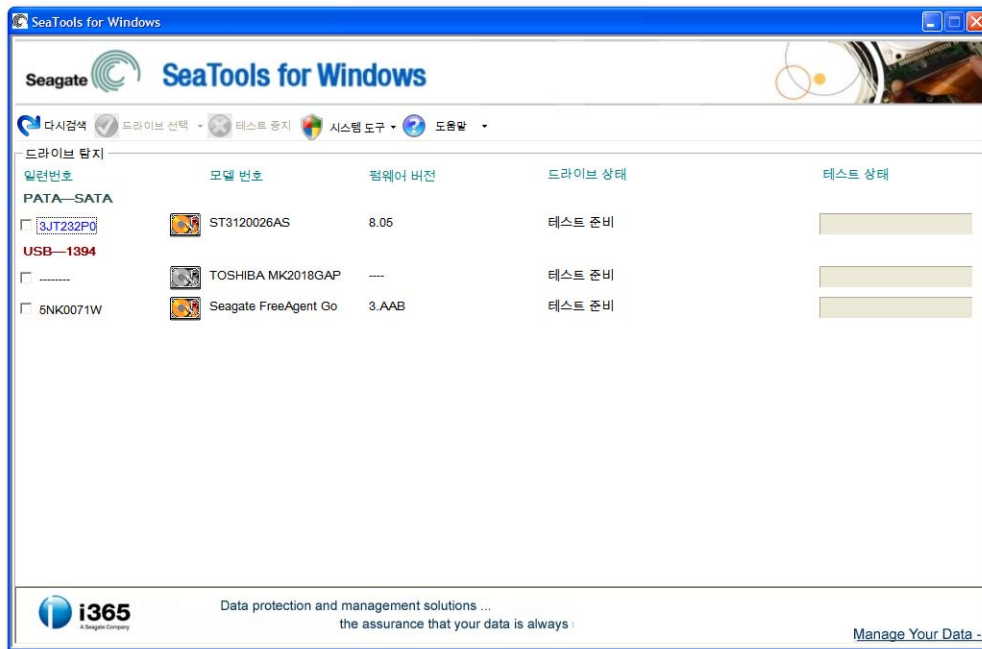 SeaTools for Windows
Seagate SeaTools for Windows
다시검색 드라이브 선택 테스트 중지 시스템 도구 도움말
드라이브 탐지
일련번호 모델 번호 펌웨어 버전 드라이브 상태 테스트 상태
PATA—SATA
3JT232P0 ST3120026AS 8.05 테스트 준비
USB—1394
-------- TOSHIBA MK2018GAP ---- 테스트 준비
5NK0071W Seagate FreeAgent Go 3.AAB 테스트 준비
i365
A Seagate Company
Data protection and management solutions ...
the assurance that your data is always
Manage Your Data -